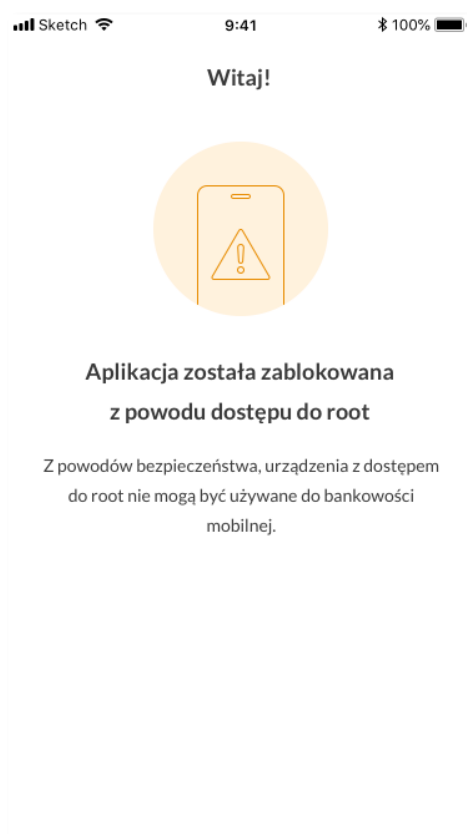 Sketch 9:41 100%
Witaj!
Aplikacja została zablokowana
z powodu dostępu do root
Z powodów bezpieczeństwa, urządzenia z dostępem
do root nie mogą być używane do bankowości
mobilnej.